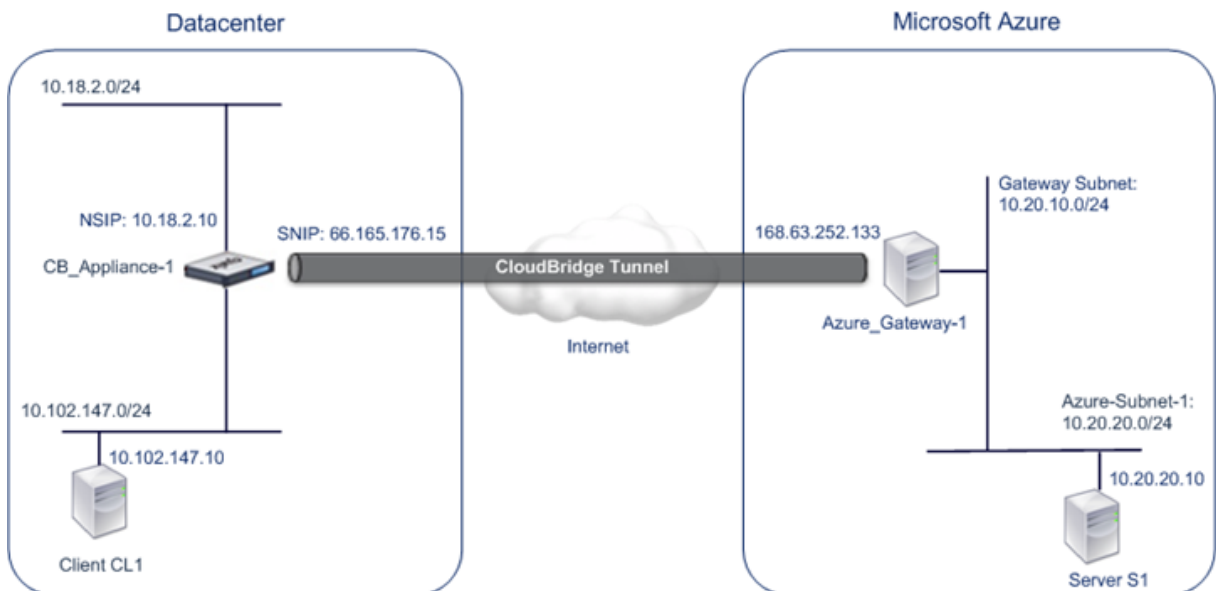 Datacenter
Microsoft Azure
10.18.2.0/24
NSIP: 10.18.2.10
SNIP: 66.165.176.15
CB_Appliance-1
CloudBridge Tunnel
Internet
168.63.252.133
Azure_Gateway-1
Gateway Subnet:
10.20.10.0/24
10.102.147.0/24
10.102.147.10
Client CL1
Azure-Subnet-1:
10.20.20.0/24
10.20.20.10
Server S1